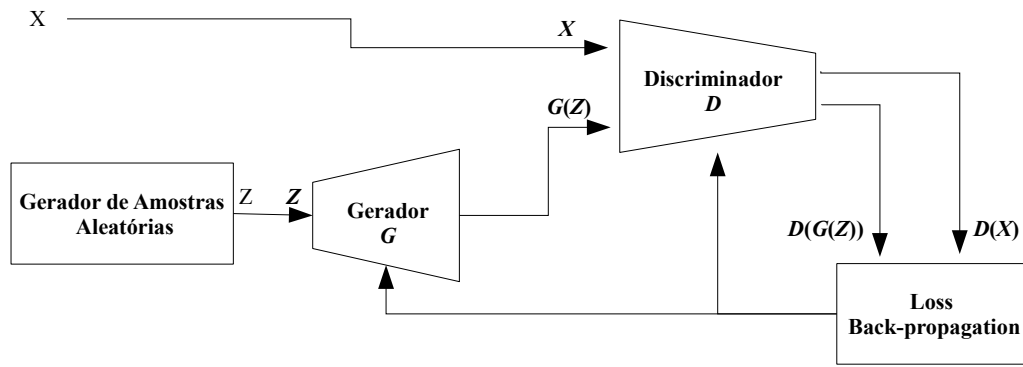 X
X
Discriminador
D
G(Z)
Gerador de Amostras
Aleatórias
Z
Z
Gerador
G
D(G(Z))
D(X)
Loss
Back-propagation